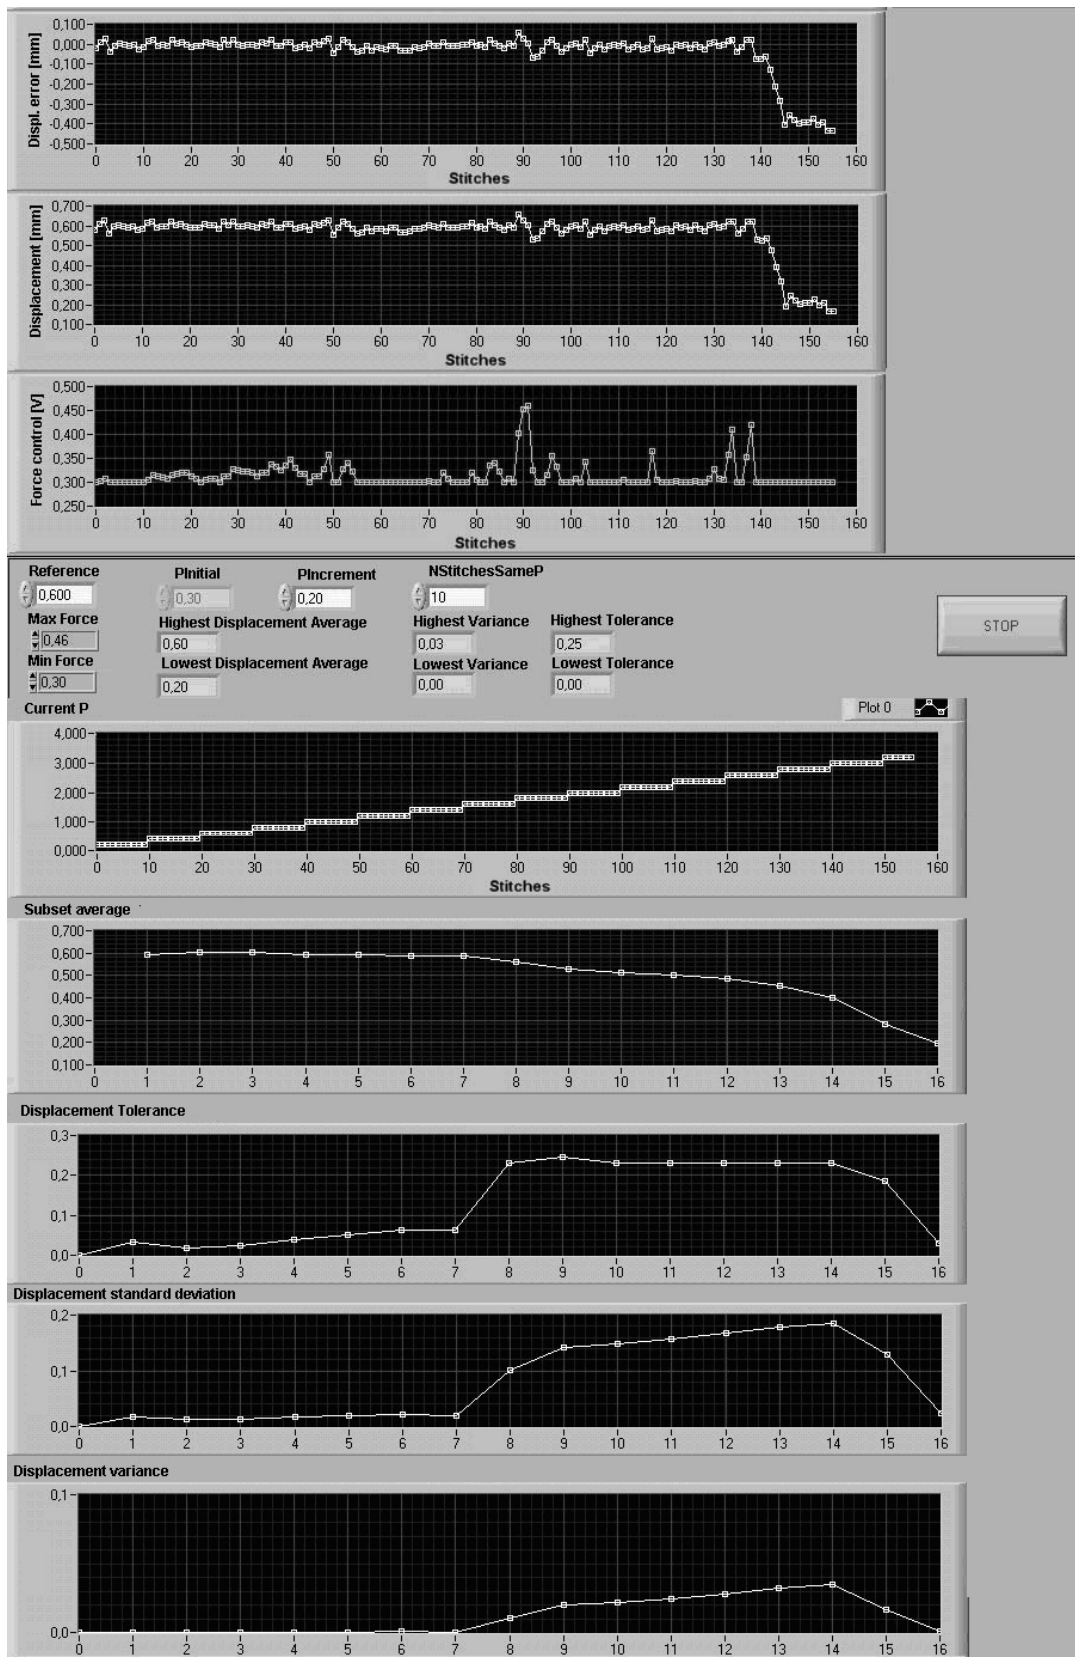 Displ. error [mm]
0,100
0,000
-0,100
-0,200
-0,300
-0,400
-0,500
0 10 20 30 40 50 60 70 80 90 100 110 120 130 140 150 160
Stitches
Displacement [mm]
0,700
0,600
0,500
0,400
0,300
0,200
0,100
0 10 20 30 40 50 60 70 80 90 100 110 120 130 140 150 160
Stitches
Force control [V]
0,500
0,450
0,400
0,350
0,300
0,250
0 10 20 30 40 50 60 70 80 90 100 110 120 130 140 150 160
Stitches
Reference PInitial PIncrement NStitchesSameP
0,600 0,30 0,20 10
Max Force Highest Displacement Average Highest Variance Highest Tolerance
0,46 0,60 0,03 0,25
STOP
Min Force Lowest Displacement Average Lowest Variance Lowest Tolerance
0,30 0,20 0,00 0,00
Current P Plot 0
4,000
3,000
2,000
1,000
0,000
0 10 20 30 40 50 60 70 80 90 100 110 120 130 140 150 160
Stitches
Subset average
0,700
0,600
0,500
0,400
0,300
0,200
0,100
0 1 2 3 4 5 6 7 8 9 10 11 12 13 14 15 16
Displacement Tolerance
0,3
0,2
0,1
0,0
0 1 2 3 4 5 6 7 8 9 10 11 12 13 14 15 16
Displacement standard deviation
0,2
0,1
0,0
0 1 2 3 4 5 6 7 8 9 10 11 12 13 14 15 16
Displacement variance
0,1
0,0
0 1 2 3 4 5 6 7 8 9 10 11 12 13 14 15 16